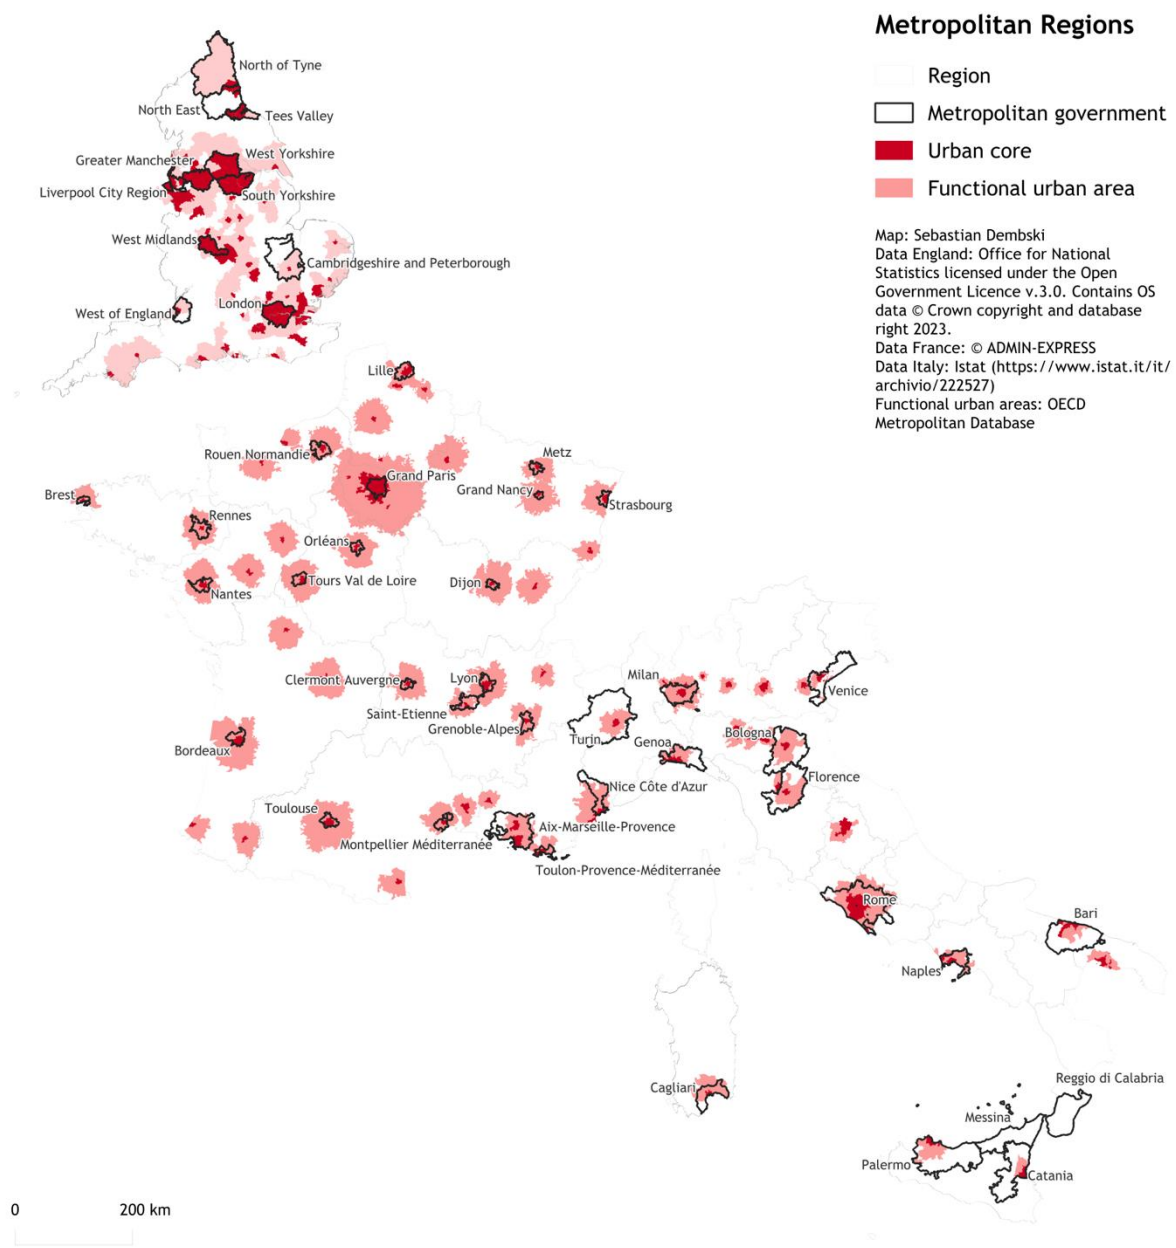 Metropolitan Regions
Region
Metropolitan government
Urban core
Functional urban area
Map: Sebastian Dembski
Data England: Office for National
Statistics licensed under the Open
Government Licence v.3.0. Contains OS
data © Crown copyright and database
right 2023.
Data France: © ADMIN-EXPRESS
Data Italy: Istat (https://www.istat.it/it/
archivio/222527)
Functional urban areas: OECD
Metropolitan Database
North of Tyne
North East
Tees Valley
Greater Manchester
West Yorkshire
Liverpool City Region
South Yorkshire
West Midlands
Cambridgeshire and Peterborough
London
West of England
Lille
Rouen Normandie
Metz
Grand Paris
Grand Nancy
Brest
Strasbourg
Rennes
Orléans
Tours Val de Loire
Dijon
Nantes
Clermont Auvergne
Lyon
Milan
Venice
Saint-Etienne
Grenoble-Alpes
Turin
Genoa
Bologna
Bordeaux
Florence
Nice Côte d'Azur
Toulouse
Aix-Marseille-Provence
Montpellier Méditerranée
Toulon-Provence-Méditerranée
Rome
Bari
Naples
Cagliari
Reggio di Calabria
Messina
Palermo
Catania
0 200 km